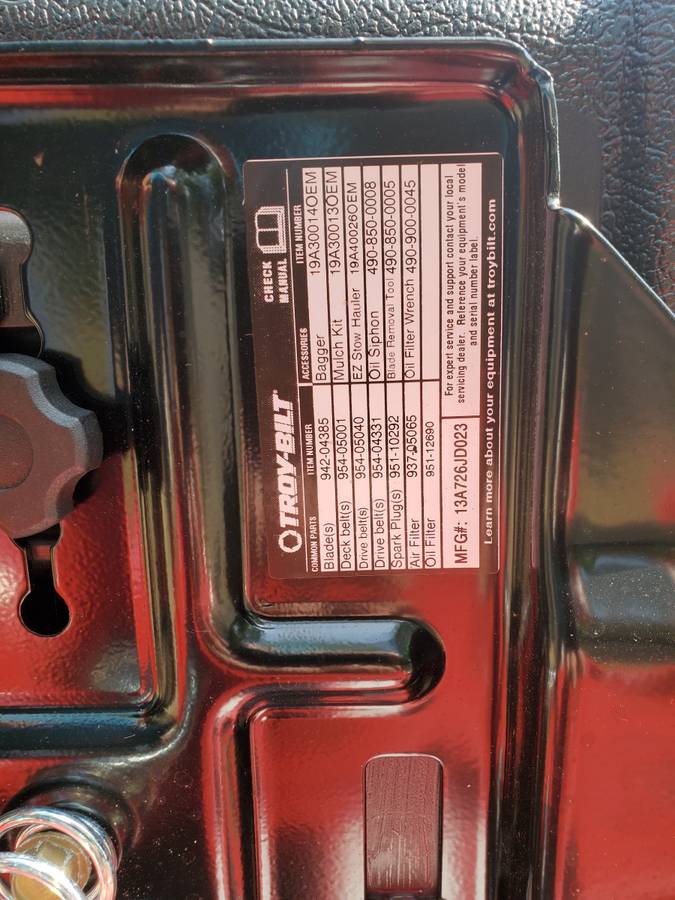 TROY-BILT®
CHECK
MANUAL
COMMON PARTS ITEM NUMBER ACCESSORIES ITEM NUMBER
Blade(s) 942-04385 Bagger 19A30014OEM
Deck belt(s) 954-05001 Mulch Kit 19A30013OEM
Drive belt(s) 954-05040 EZ Stow Hauler 19A40026OEM
Drive belt(s) 954-04331 Oil Siphon 490-850-0008
Spark Plug(s) 951-10292 Blade Removal Tool 490-850-0005
Air Filter 937-05065 Oil Filter Wrench 490-900-0045
Oil Filter 951-12690
MFG#: 13A726JD023
For expert service and support contact your local
servicing dealer. Reference your equipment's model
and serial number label.
Learn more about your equipment at troybilt.com